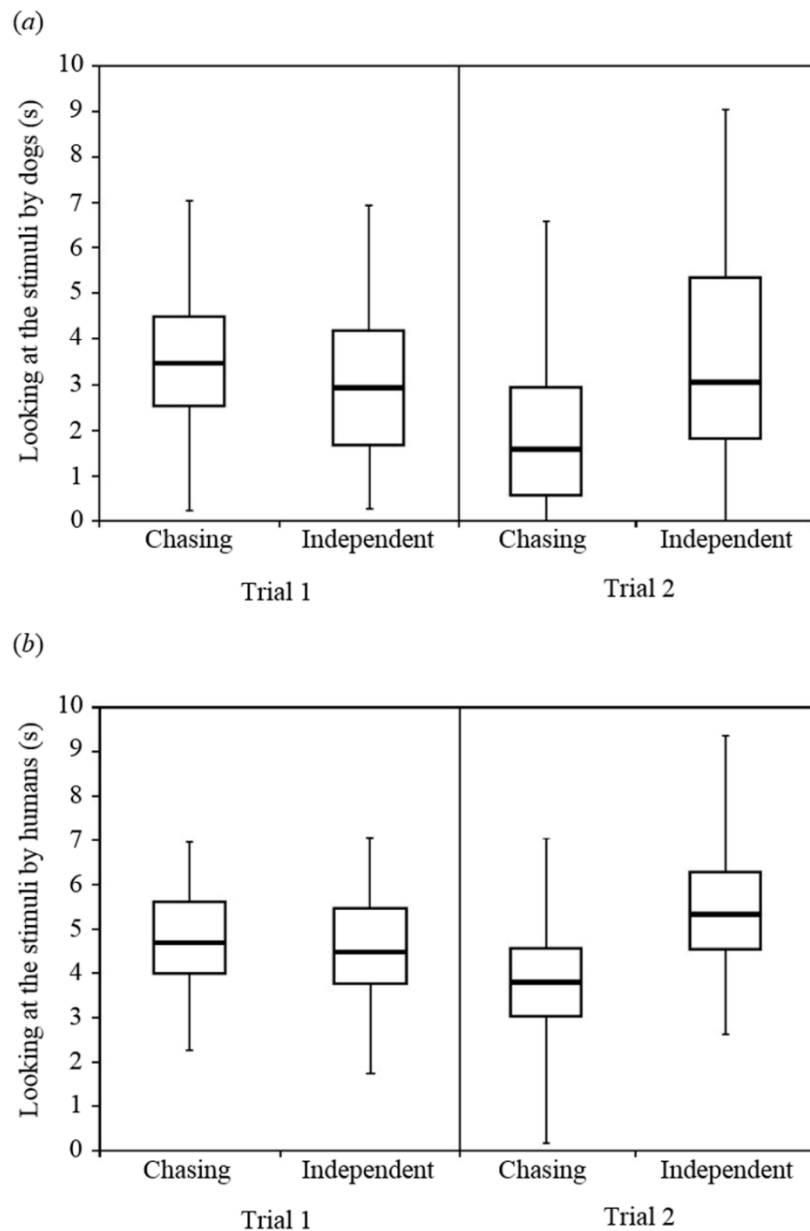 (a)
Looking at the stimuli by dogs (s)
10
9
8
7
6
5
4
3
2
1
0
Chasing Independent Chasing Independent
Trial 1 Trial 2
(b)
Looking at the stimuli by humans (s)
10
9
8
7
6
5
4
3
2
1
0
Chasing Independent Chasing Independent
Trial 1 Trial 2